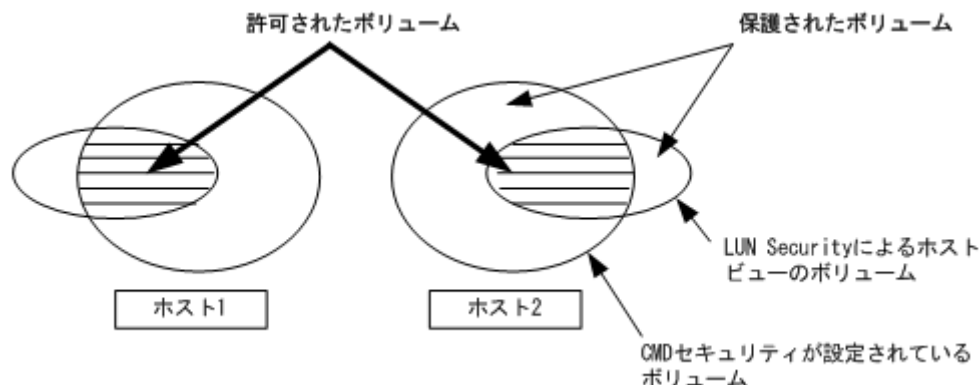 許可されたボリューム
保護されたボリューム
LUN Securityによるホスト
ビューのボリューム
ホスト1
ホスト2
CMDセキュリティが設定されている
ボリューム